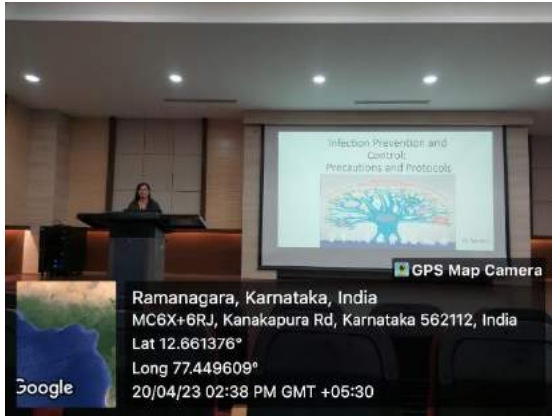 Infection Prevention and
Control:
Precautions and Protocols
GPS Map Camera
Ramanagara, Karnataka, India
MC6X+6RJ, Kanakapura Rd, Karnataka 562112, India
Lat 12.661376°
Long 77.449609°
20/04/23 02:38 PM GMT +05:30
Google